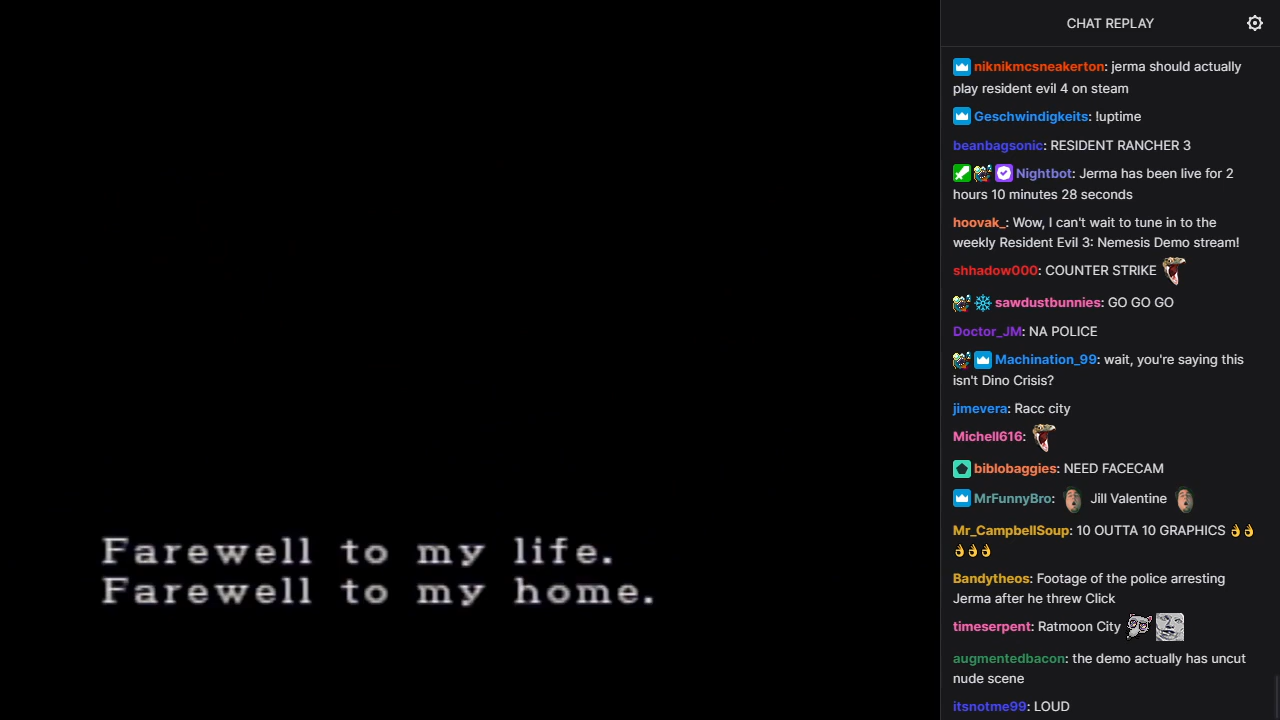 Farewell to my life.
Farewell to my home.
CHAT REPLAY
niknikmcsneakerton: jerma should actually
play resident evil 4 on steam
Geschwindigkeits: !uptime
beanbagsonic: RESIDENT RANCHER 3
Nightbot: Jerma has been live for 2
hours 10 minutes 28 seconds
hoovak_: Wow, I can't wait to tune in to the
weekly Resident Evil 3: Nemesis Demo stream!
shhadow000: COUNTER STRIKE
sawdustbunnies: GO GO GO
Doctor_JM: NA POLICE
Machination_99: wait, you're saying this
isn't Dino Crisis?
jimevera: Racc city
Michell616:
biblobaggies: NEED FACECAM
MrFunnyBro: Jill Valentine
Mr_CampbellSoup: 10 OUTTA 10 GRAPHICS 👌👌
👌👌👌
Bandytheos: Footage of the police arresting
Jerma after he threw Click
timeserpent: Ratmoon City
augmentedbacon: the demo actually has uncut
nude scene
itsnotme99: LOUD